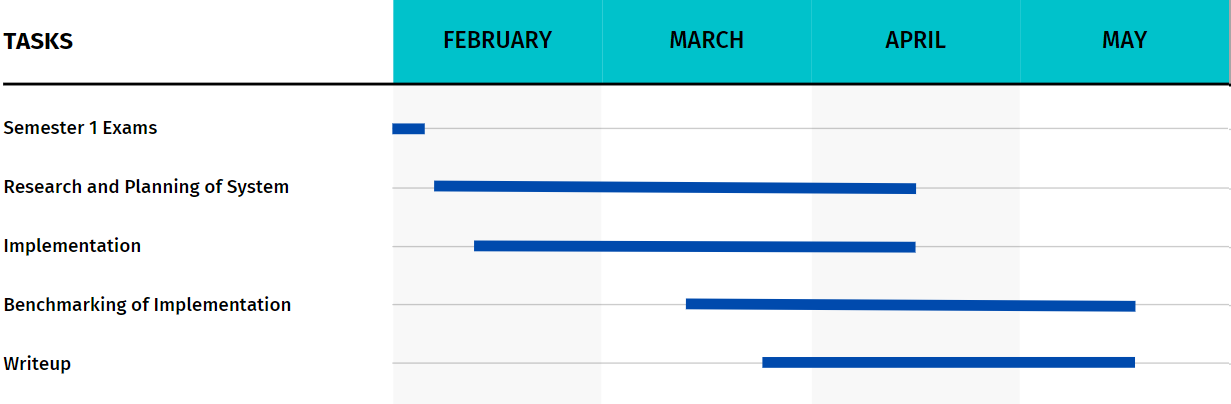 TASKS FEBRUARY MARCH APRIL MAY
Semester 1 Exams
Research and Planning of System
Implementation
Benchmarking of Implementation
Writeup